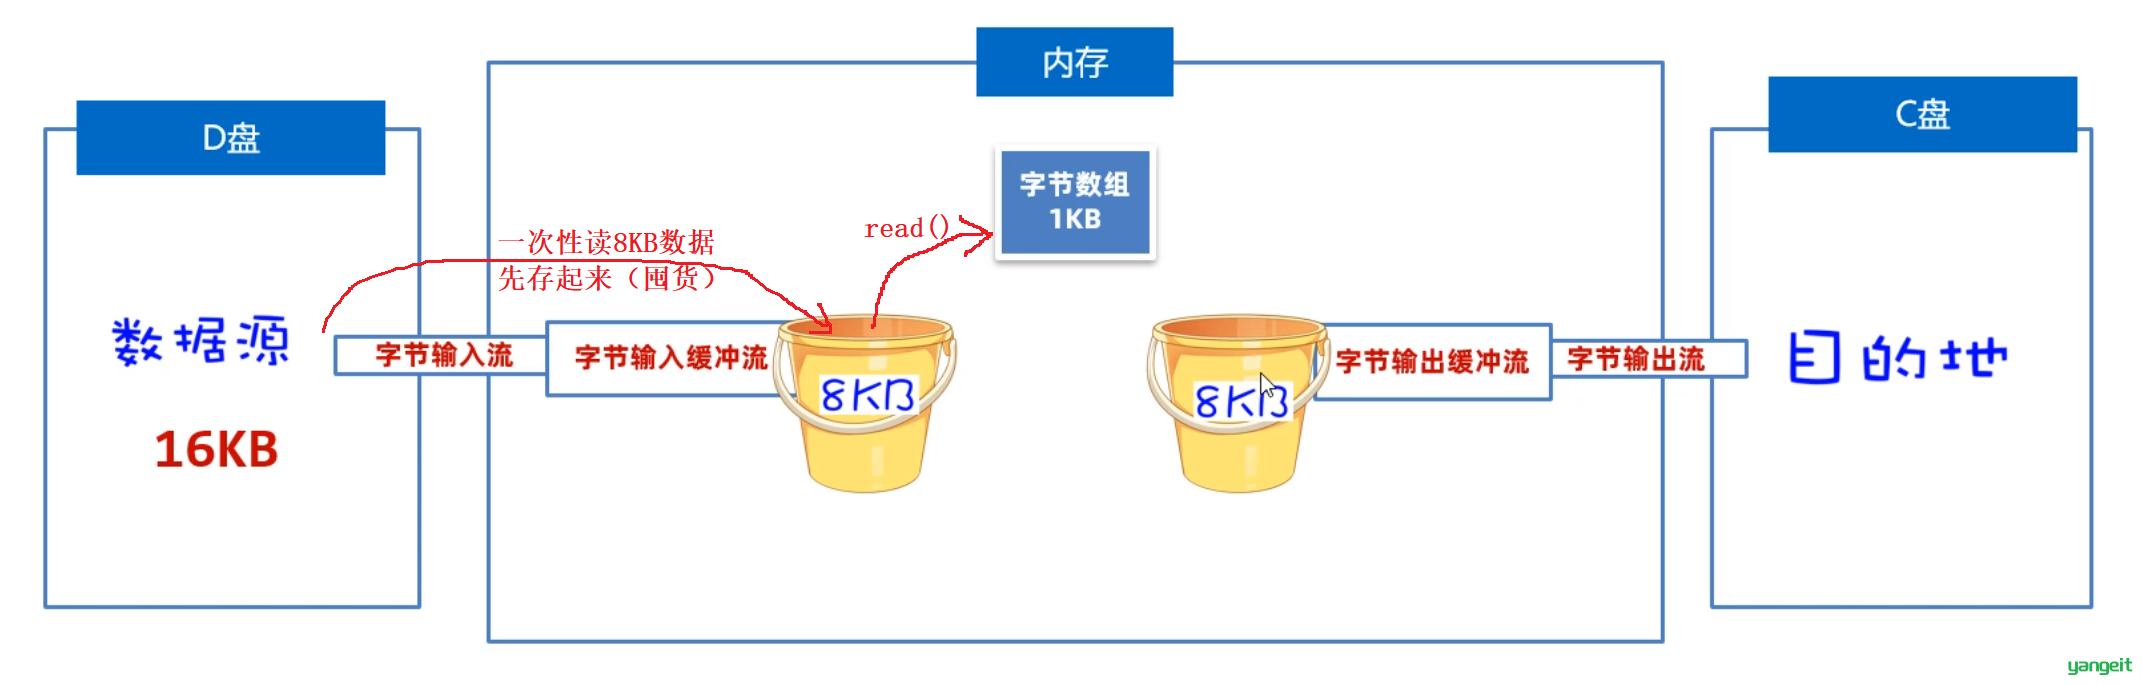 内存
D盘
C盘
字节数组
1KB
read()
一次性读8KB数据
先存起来（囤货）
数据源
字节输入流
字节输入缓冲流
8KB
8KB
字节输出缓冲流
字节输出流
目的地
16KB
yangeit